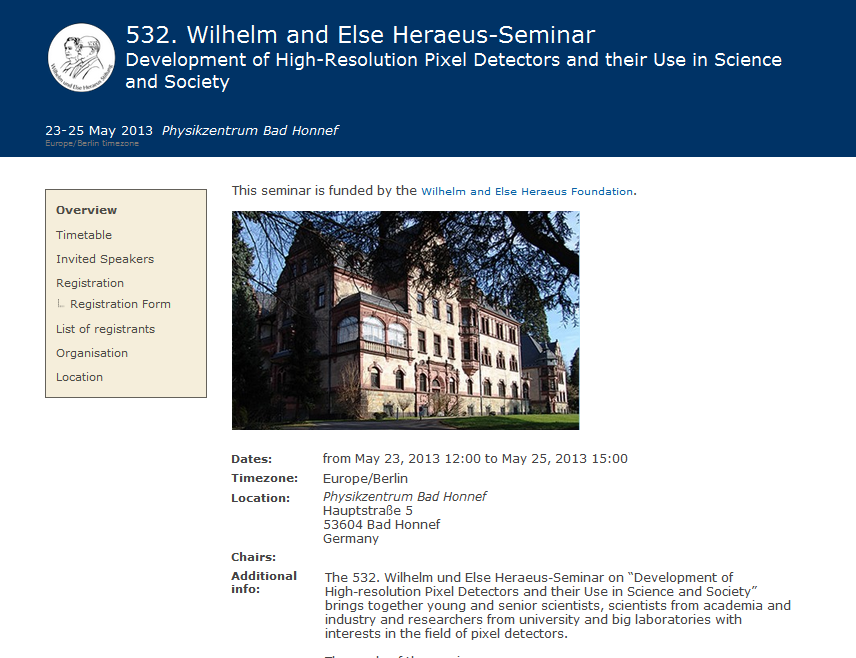 532. Wilhelm and Else Heraeus-Seminar
Development of High-Resolution Pixel Detectors and their Use in Science
and Society
Wilhelm und Else Heraeus-Stiftung
23-25 May 2013 Physikzentrum Bad Honnef
Europe/Berlin timezone
Overview
Timetable
Invited Speakers
Registration
Registration Form
List of registrants
Organisation
Location
This seminar is funded by the Wilhelm and Else Heraeus Foundation.
Dates: from May 23, 2013 12:00 to May 25, 2013 15:00
Timezone: Europe/Berlin
Location: Physikzentrum Bad Honnef
Hauptstraße 5
53604 Bad Honnef
Germany
Chairs:
Additional info:
The 532. Wilhelm und Else Heraeus-Seminar on “Development of
High-resolution Pixel Detectors and their Use in Science and Society”
brings together young and senior scientists, scientists from academia and
industry and researchers from university and big laboratories with
interests in the field of pixel detectors.